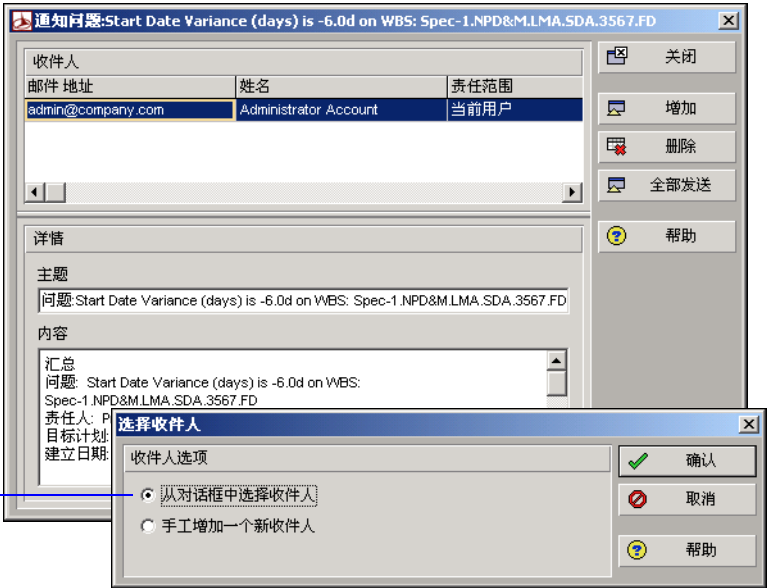 通知问题:Start Date Variance (days) is -6.0d on WBS: Spec-1.NPD&M.LMA.SDA.3567.FD
收件人
邮件 地址 姓名 责任范围
admin@company.com Administrator Account 当前用户
关闭
增加
删除
全部发送
帮助
详情
主题
问题:Start Date Variance (days) is -6.0d on WBS: Spec-1.NPD&M.LMA.SDA.3567.FD
内容
汇总
问题: Start Date Variance (days) is -6.0d on WBS:
Spec-1.NPD&M.LMA.SDA.3567.FD
责任人: P
目标计划:
建立日期:
选择收件人
收件人选项
从对话框中选择收件人
手工增加一个新收件人
确认
取消
帮助